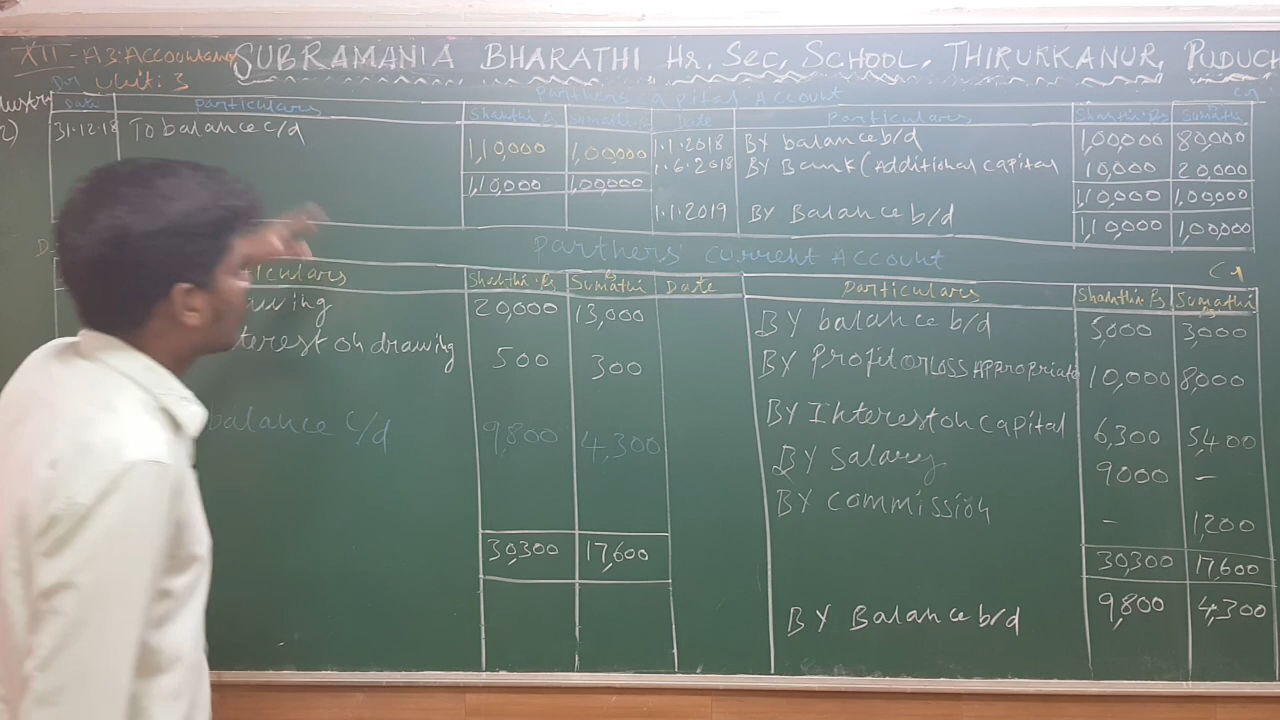 XII - A3: Accountancy SUBRAMANIA BHARATHI Hr. Sec, SCHOOL, THIRUKKANUR, PUDUCH
Dr Unit: 3
Capital Account Cr
Date Particulars Shanthi Rs Sumathi Date Particulars Shanthi Rs Sumathi
31.12.18 To balance c/d 1,10,000 1,00,000 1.1.2018 BY balance b/d 1,00,000 80,000
1.6.2018 BY Bank (Additional capital 10,000 20,000
1,10,000 1,00,000 1,10,000 1,00,000
1.1.2019 BY Balance b/d 1,10,000 1,00,000
D Partners' current Account Cr
iculars Shanthi Rs Sumathi Rs Date Particulars Shanthi Rs Sumathi Rs
awing 20,000 13,000 BY balance b/d 5,000 3,000
terest on drawing 500 300 BY Profit or Loss Appropriate 10,000 8,000
balance c/d 9,800 4,300 BY Interest on capital 6,300 5,400
BY Salary 9000 -
BY commission - 1,200
30,300 17,600 30,300 17,600
BY Balance b/d 9,800 4,300